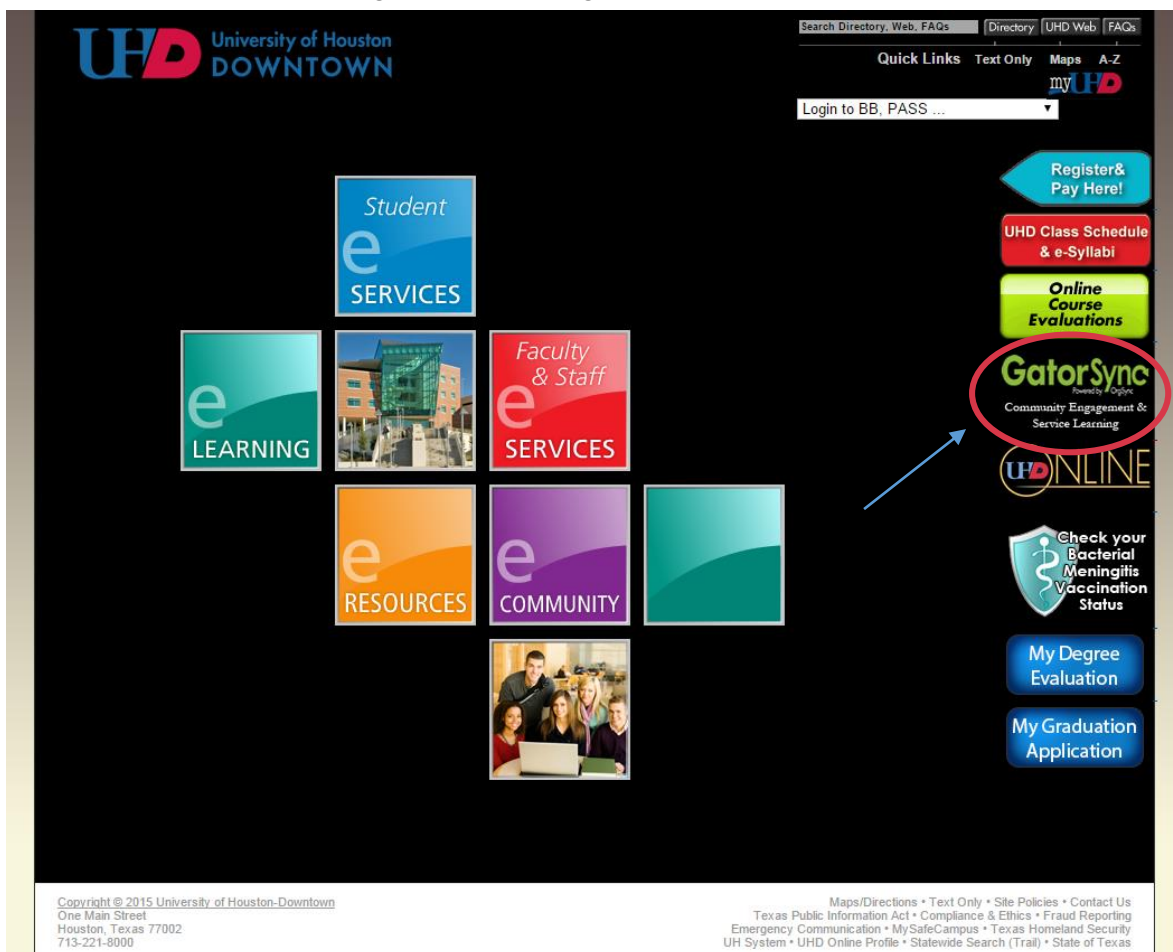 UHD University of Houston
DOWNTOWN
Search Directory, Web, FAQs Directory UHD Web FAQs
Quick Links Text Only Maps A-Z
myUHD
Login to BB, PASS ...
Register&
Pay Here!
UHD Class Schedule
& e-Syllabi
Online
Course
Evaluations
GatorSync
Powered by OrgSync
Community Engagement &
Service Learning
UHD ONLINE
Check your
Bacterial
Meningitis
Vaccination
Status
My Degree
Evaluation
My Graduation
Application
Student
e
SERVICES
e
LEARNING
Faculty
& Staff
e
SERVICES
e
RESOURCES
e
COMMUNITY
Copyright © 2015 University of Houston-Downtown
One Main Street
Houston, Texas 77002
713-221-8000
Maps/Directions • Text Only • Site Policies • Contact Us
Texas Public Information Act • Compliance & Ethics • Fraud Reporting
Emergency Communication • MySafeCampus • Texas Homeland Security
UH System • UHD Online Profile • Statewide Search (Trail) • State of Texas